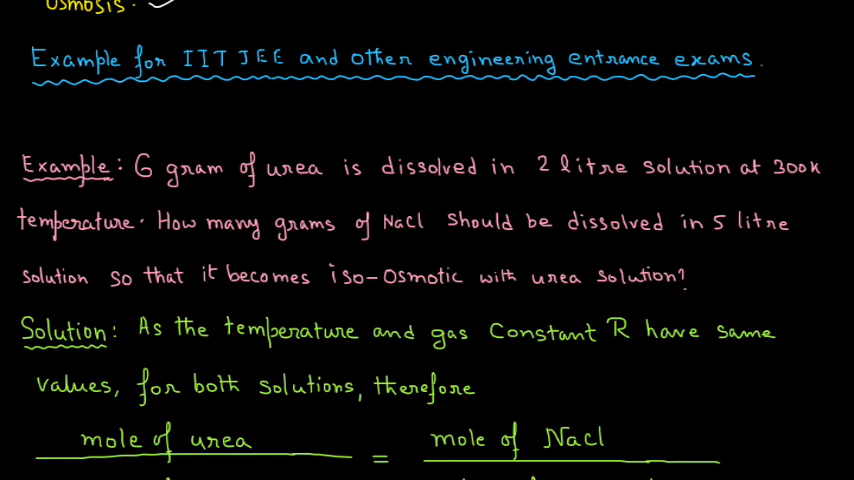 Osmosis.
Example for IIT JEE and other engineering entrance exams.
Example: 6 gram of urea is dissolved in 2 litre solution at 300k
temperature. How many grams of Nacl should be dissolved in 5 litre
solution so that it becomes iso-osmotic with urea solution?
Solution: As the temperature and gas constant R have same
values, for both solutions, therefore
mole of urea = mole of Nacl